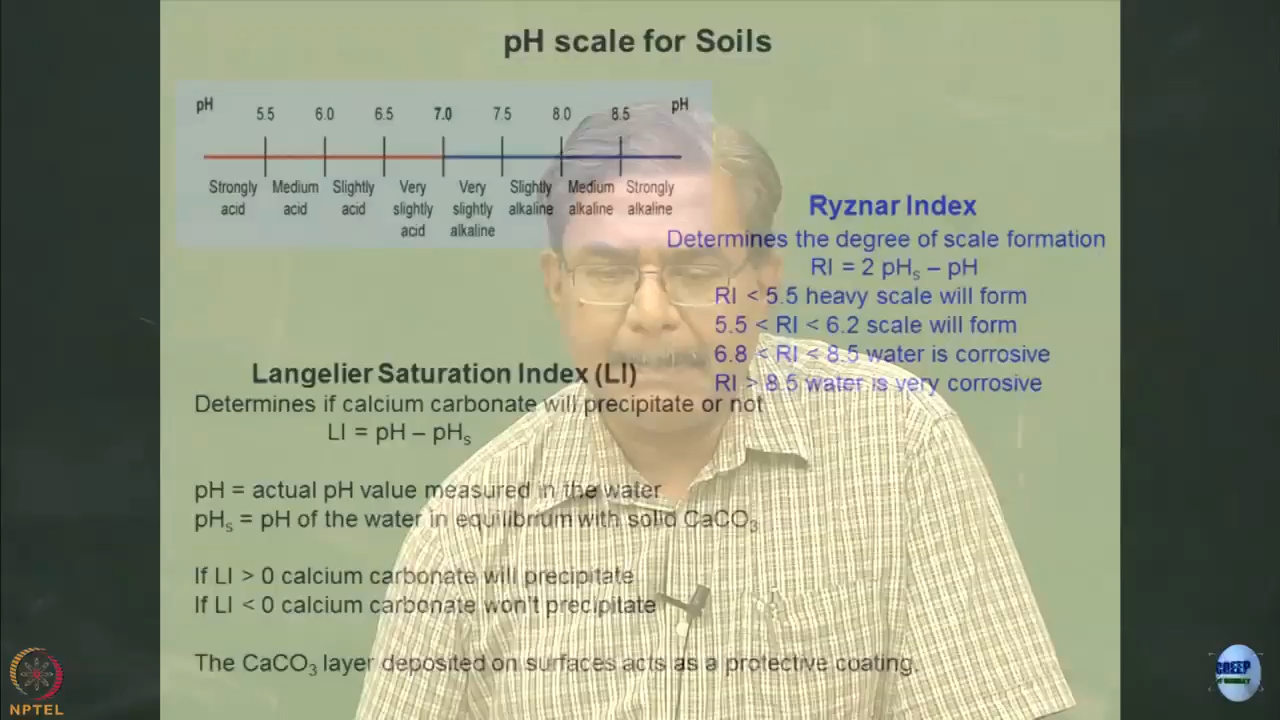 pH scale for Soils
pH 5.5 6.0 6.5 7.0 7.5 8.0 8.5 pH
Strongly acid
Medium acid
Slightly acid
Very slightly acid
Very slightly alkaline
Slightly alkaline
Medium alkaline
Strongly alkaline
Ryznar Index
Determines the degree of scale formation
RI = 2 pHs – pH
RI < 5.5 heavy scale will form
5.5 < RI < 6.2 scale will form
6.8 < RI < 8.5 water is corrosive
RI > 8.5 water is very corrosive
Langelier Saturation Index (LI)
Determines if calcium carbonate will precipitate or not
LI = pH – pHs
pH = actual pH value measured in the water
pHs = pH of the water in equilibrium with solid CaCO3
If LI > 0 calcium carbonate will precipitate
If LI < 0 calcium carbonate won't precipitate
The CaCO3 layer deposited on surfaces acts as a protective coating.
NPTEL
CDEEP